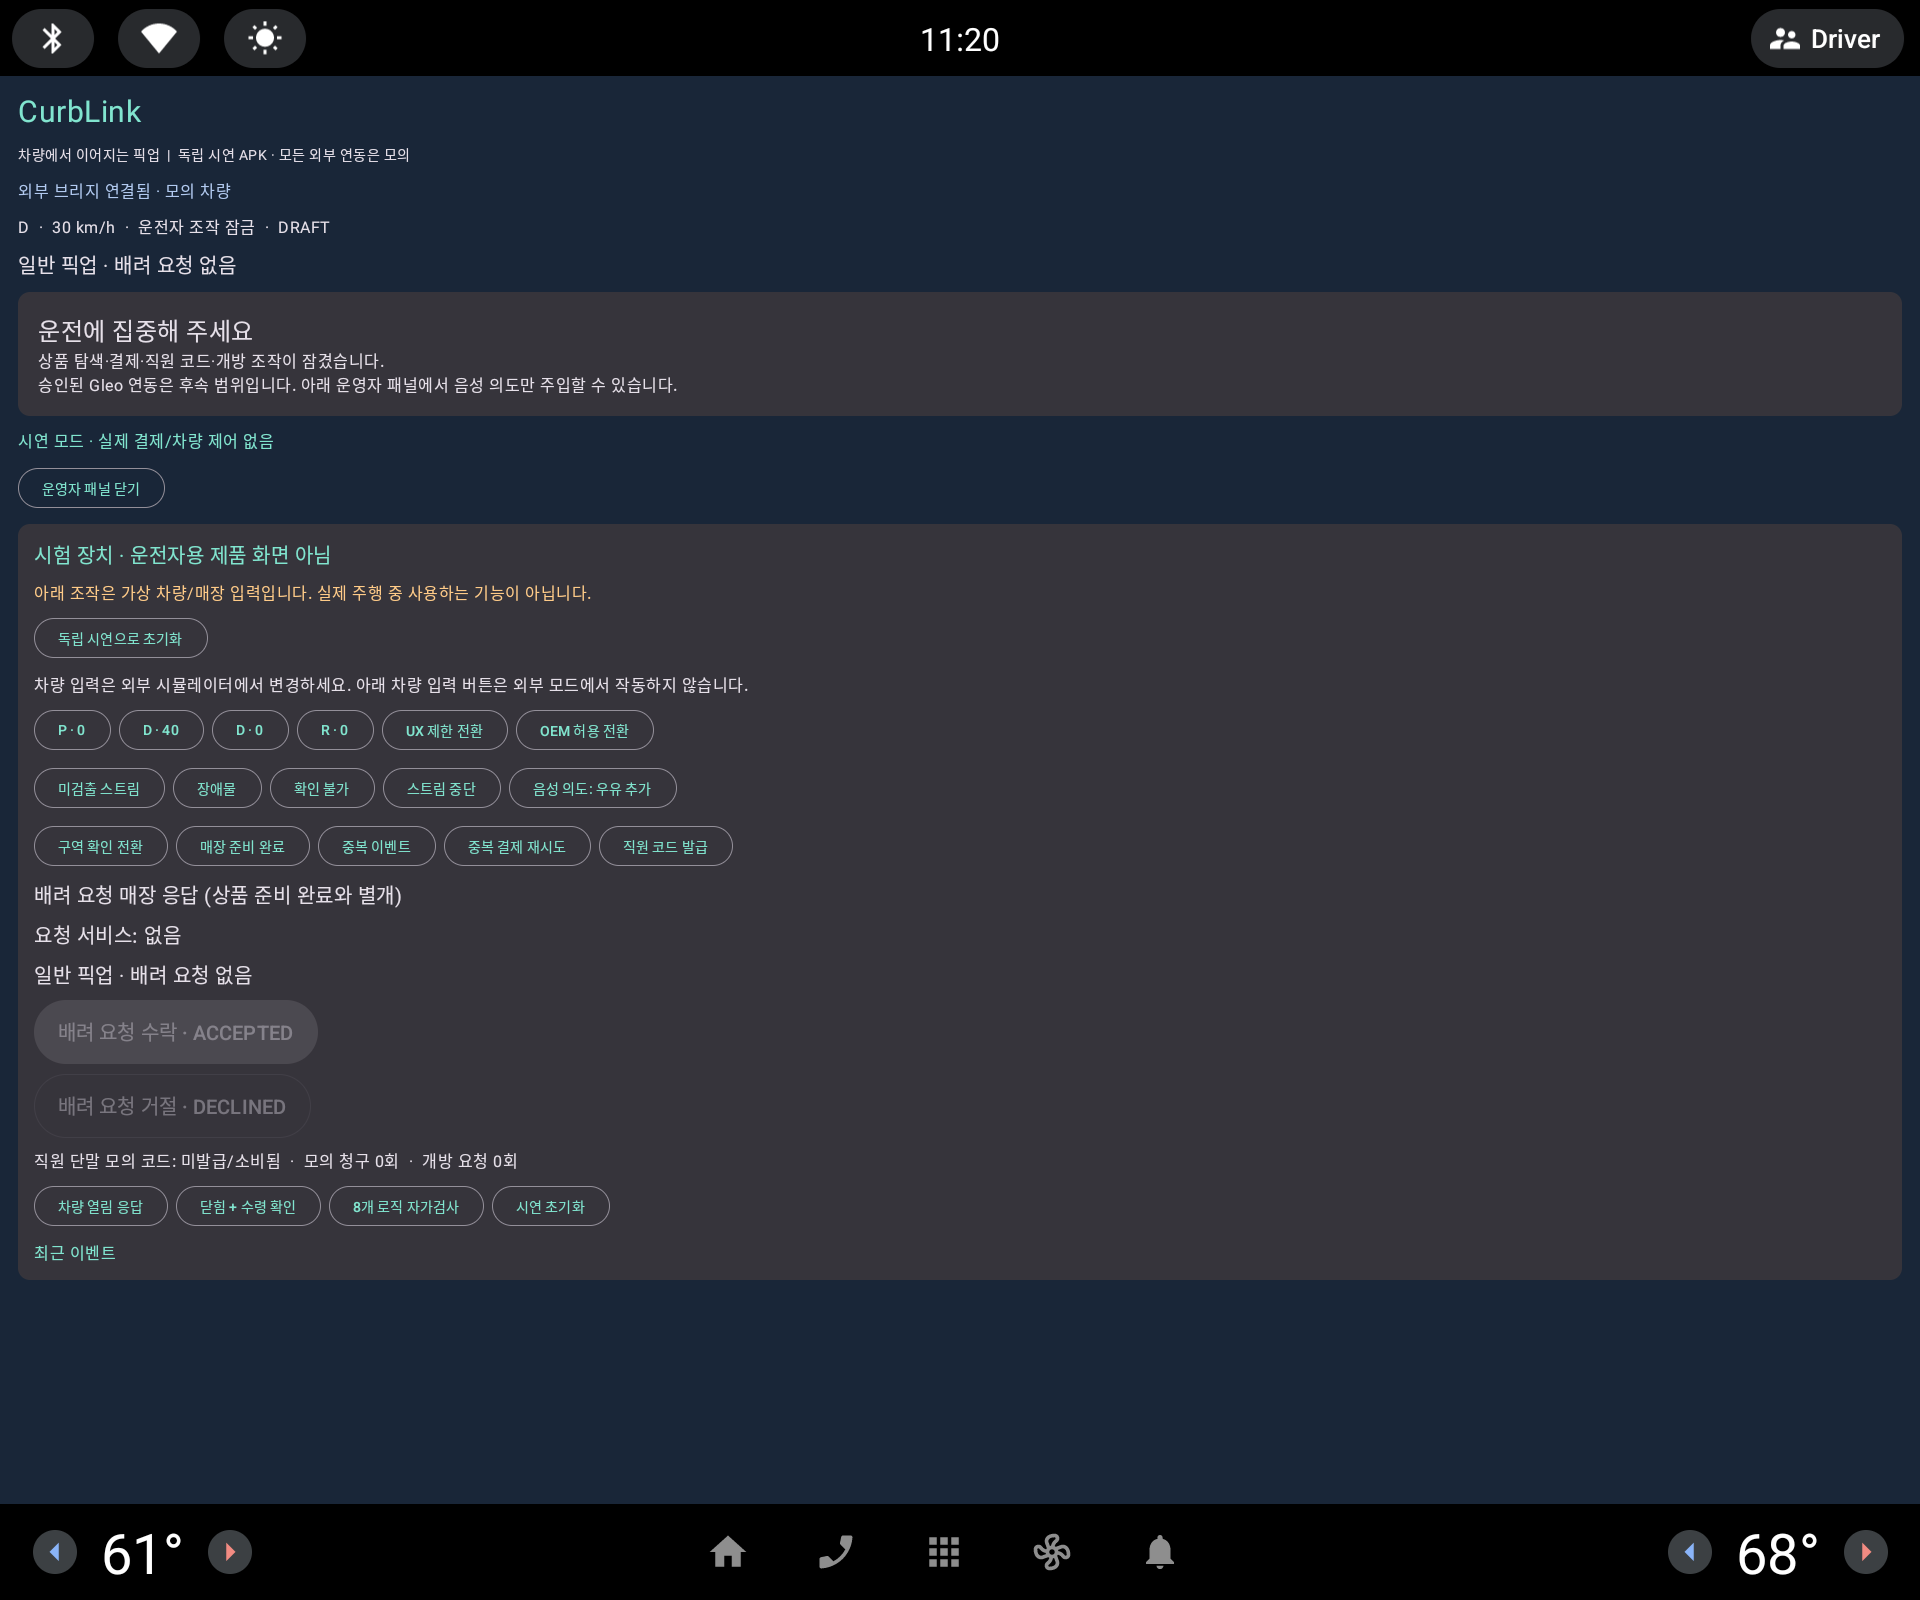 11:20
Driver
CurbLink
차량에서 이어지는 픽업 | 독립 시연 APK · 모든 외부 연동은 모의
외부 브리지 연결됨 · 모의 차량
D · 30 km/h · 운전자 조작 잠금 · DRAFT
일반 픽업 · 배려 요청 없음
운전에 집중해 주세요
상품 탐색·결제·직원 코드·개방 조작이 잠겼습니다.
승인된 Gleo 연동은 후속 범위입니다. 아래 운영자 패널에서 음성 의도만 주입할 수 있습니다.
시연 모드 · 실제 결제/차량 제어 없음
운영자 패널 닫기
시험 장치 · 운전자용 제품 화면 아님
아래 조작은 가상 차량/매장 입력입니다. 실제 주행 중 사용하는 기능이 아닙니다.
독립 시연으로 초기화
차량 입력은 외부 시뮬레이터에서 변경하세요. 아래 차량 입력 버튼은 외부 모드에서 작동하지 않습니다.
P · 0 D · 40 D · 0 R · 0 UX 제한 전환 OEM 허용 전환
미검출 스트림 장애물 확인 불가 스트림 중단 음성 의도: 우유 추가
구역 확인 전환 매장 준비 완료 중복 이벤트 중복 결제 재시도 직원 코드 발급
배려 요청 매장 응답 (상품 준비 완료와 별개)
요청 서비스: 없음
일반 픽업 · 배려 요청 없음
배려 요청 수락 · ACCEPTED
배려 요청 거절 · DECLINED
직원 단말 모의 코드: 미발급/소비됨 · 모의 청구 0회 · 개방 요청 0회
차량 열림 응답 닫힘 + 수령 확인 8개 로직 자가검사 시연 초기화
최근 이벤트
61° 68°